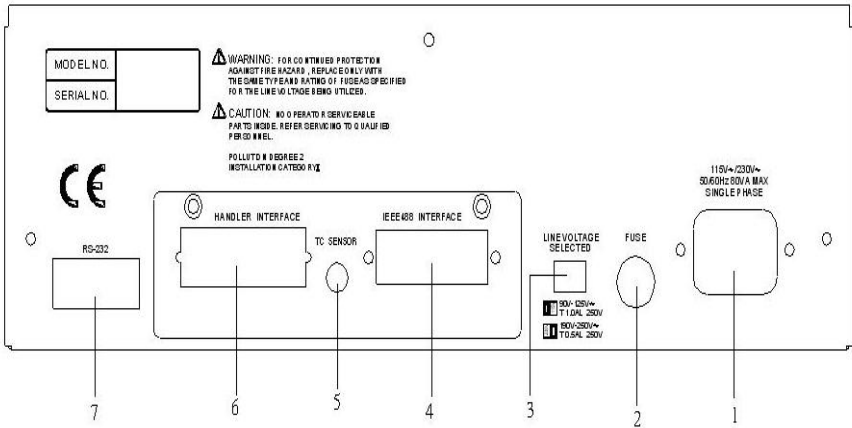 MODEL NO.
SERIAL NO.
WARNING: FOR CONTINUED PROTECTION
AGAINST FIRE HAZARD, REPLACE ONLY WITH
THE SAME TYPE AND RATING OF FUSE AS SPECIFIED
FOR THE LINE VOLTAGE BEING UTILIZED.
CAUTION: NO OPERATOR SERVICEABLE
PARTS INSIDE. REFER SERVICING TO QUALIFIED
PERSONNEL.
POLLUTION DEGREE 2
INSTALLATION CATEGORY II
CE
115V~/230V~
50/60Hz 80VA MAX
SINGLE PHASE
HANDLER INTERFACE
TC SENSOR
IEEE488 INTERFACE
LINE VOLTAGE
SELECTED
FUSE
RS-232
90V-125V~
T 1.0AL 250V
190V-250V~
T 0.5AL 250V
7
6
5
4
3
2
1